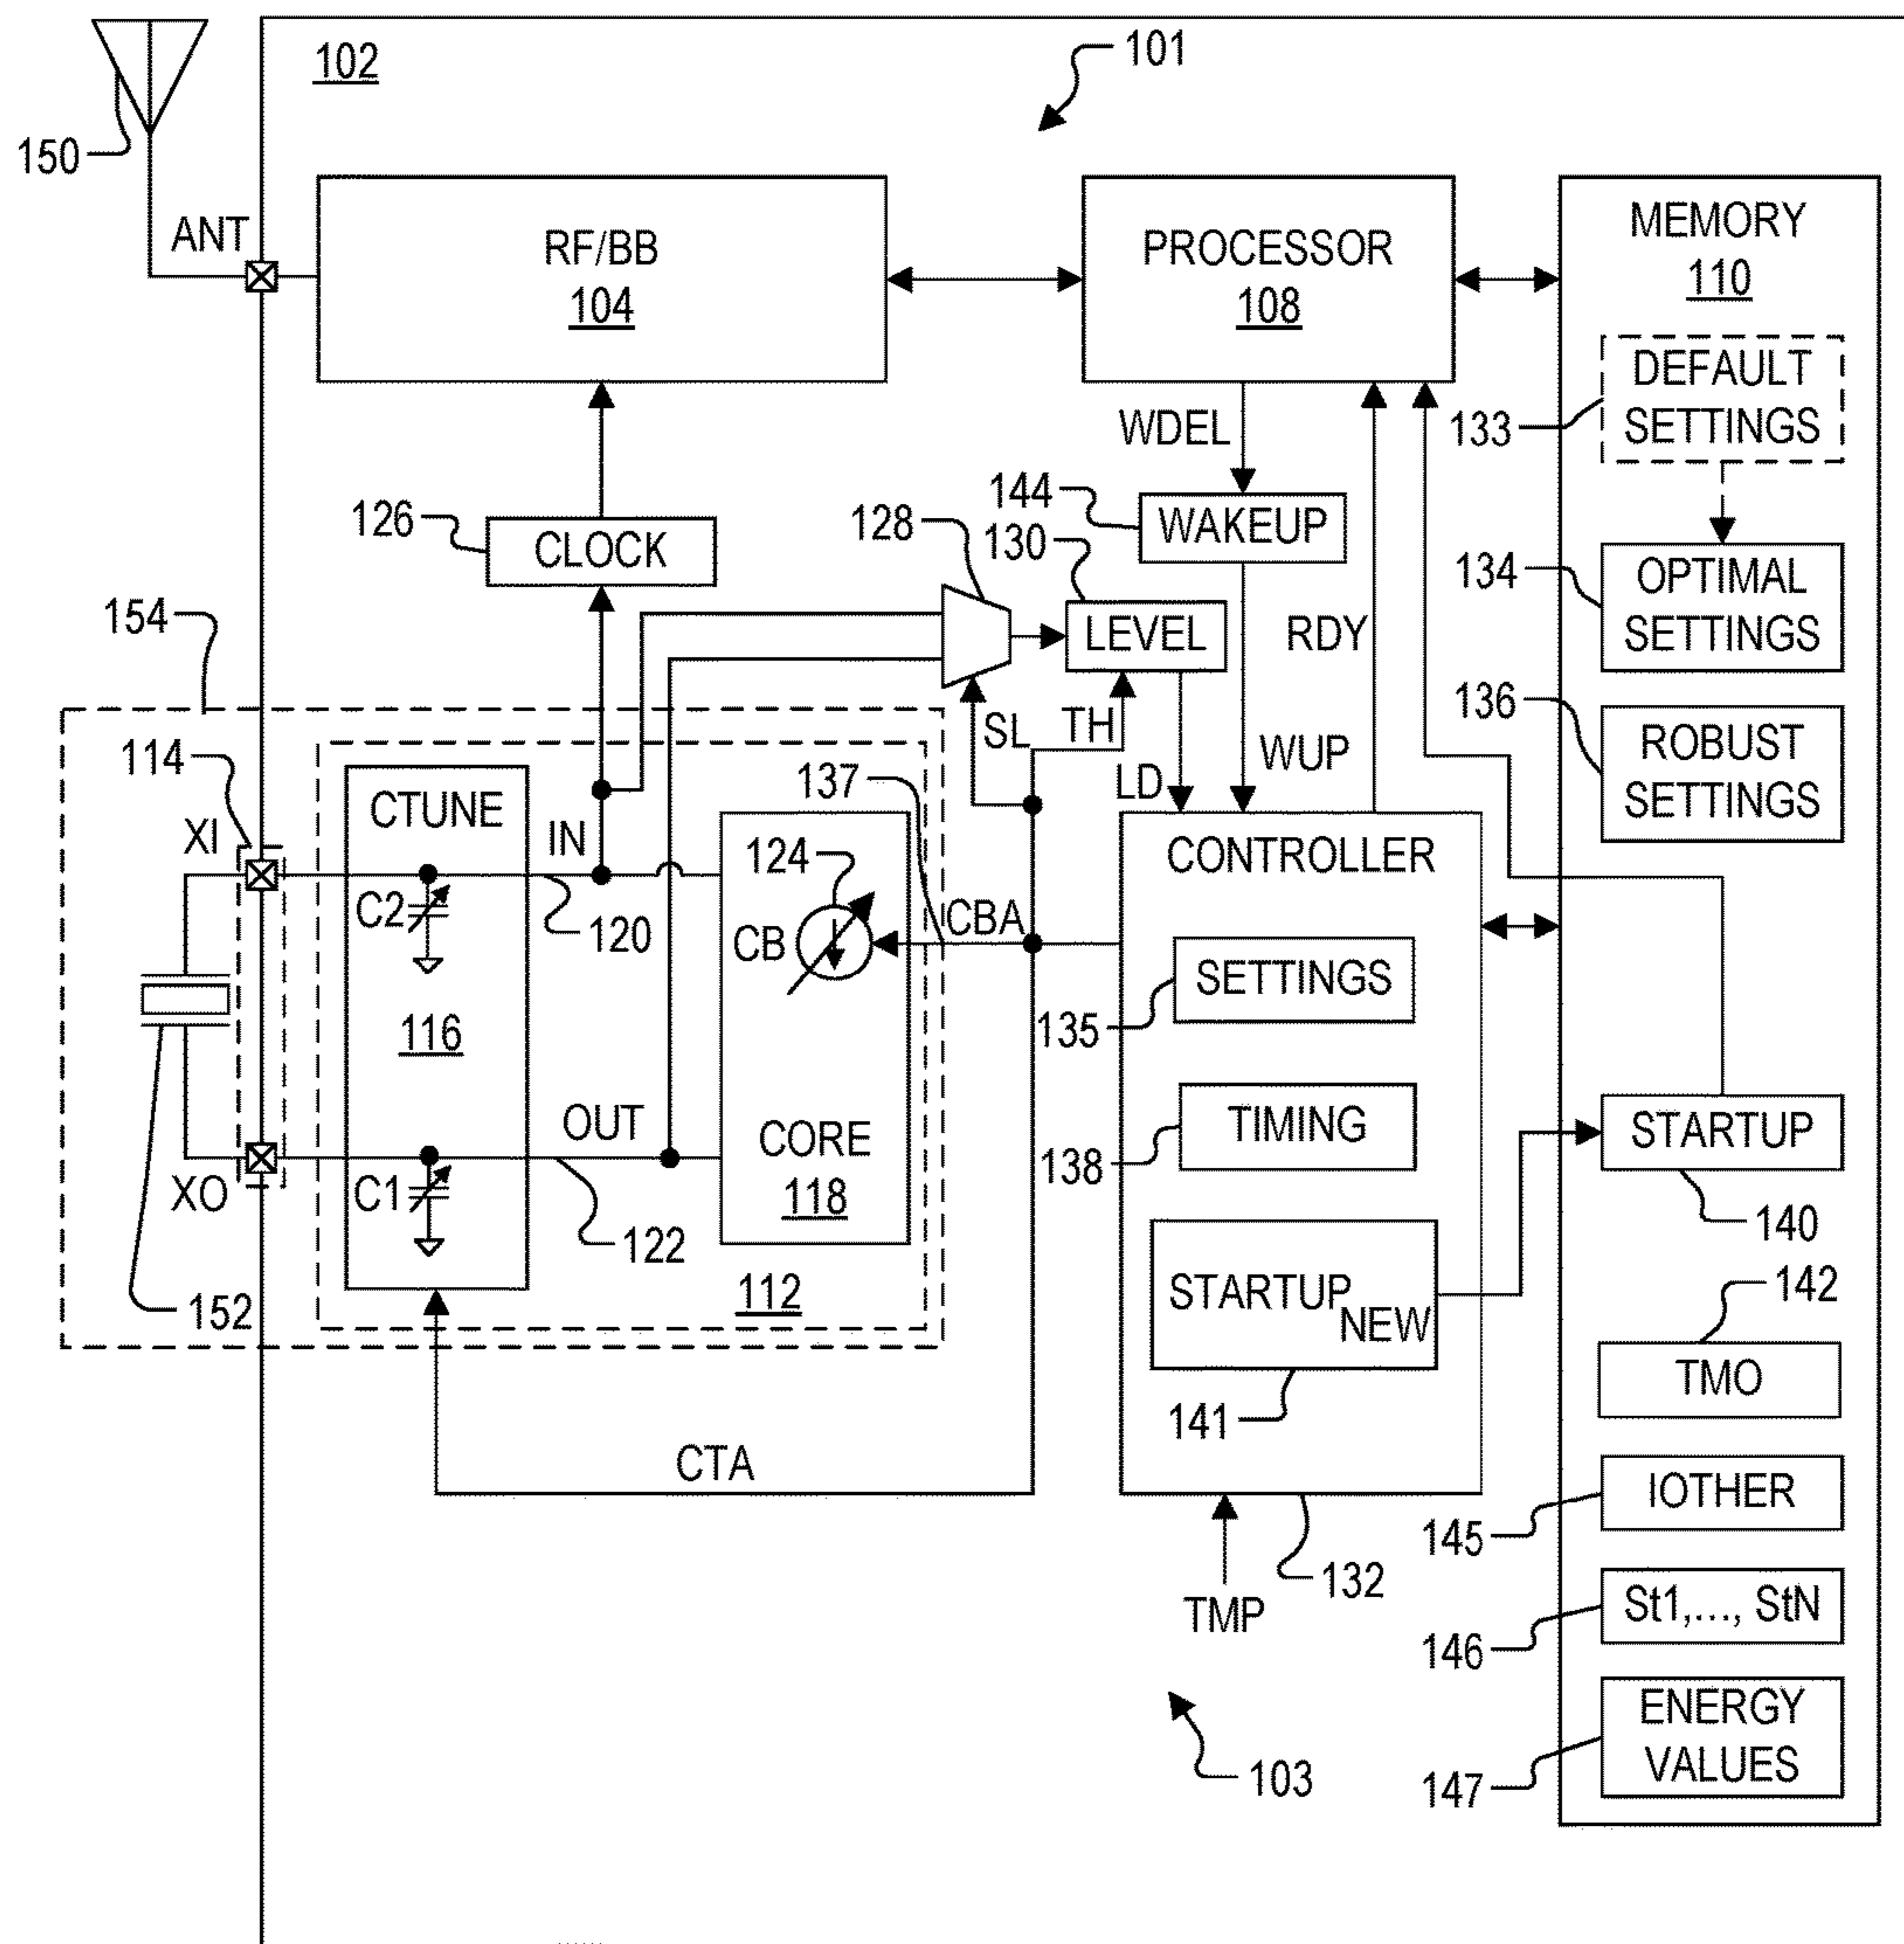 102
101
150
ANT
RF/BB
104
PROCESSOR
108
MEMORY
110
DEFAULT
SETTINGS
133
WDEL
144
WAKEUP
126
CLOCK
128
130
LEVEL
134
OPTIMAL
SETTINGS
RDY
154
136
ROBUST
SETTINGS
SL
TH
LD
WUP
114
137
XI
CTUNE
IN
124
CONTROLLER
C2
120
CB
CBA
SETTINGS
135
116
OUT
CORE
118
TIMING
138
STARTUP
140
XO
C1
122
152
112
STARTUP
NEW
141
142
TMO
CTA
IOTHER
145
132
TMP
St1,..., StN
146
ENERGY
VALUES
147
103